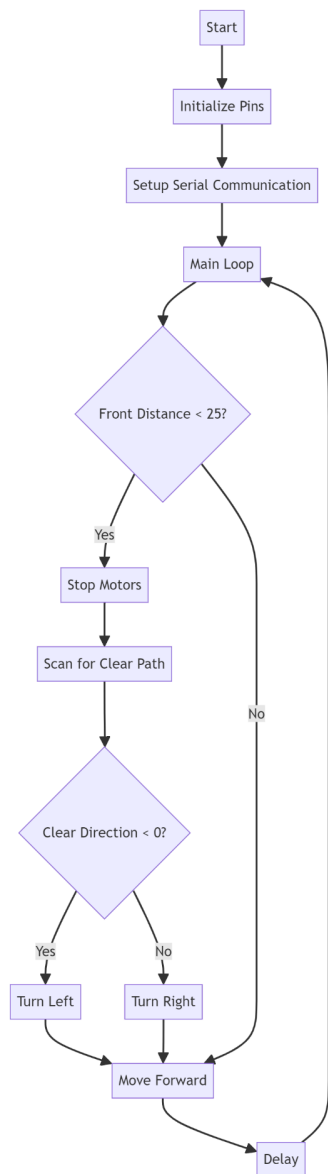 Start
Initialize Pins
Setup Serial Communication
Main Loop
Front Distance < 25?
Yes
Stop Motors
Scan for Clear Path
No
Clear Direction < 0?
Yes
No
Turn Left
Turn Right
Move Forward
Delay